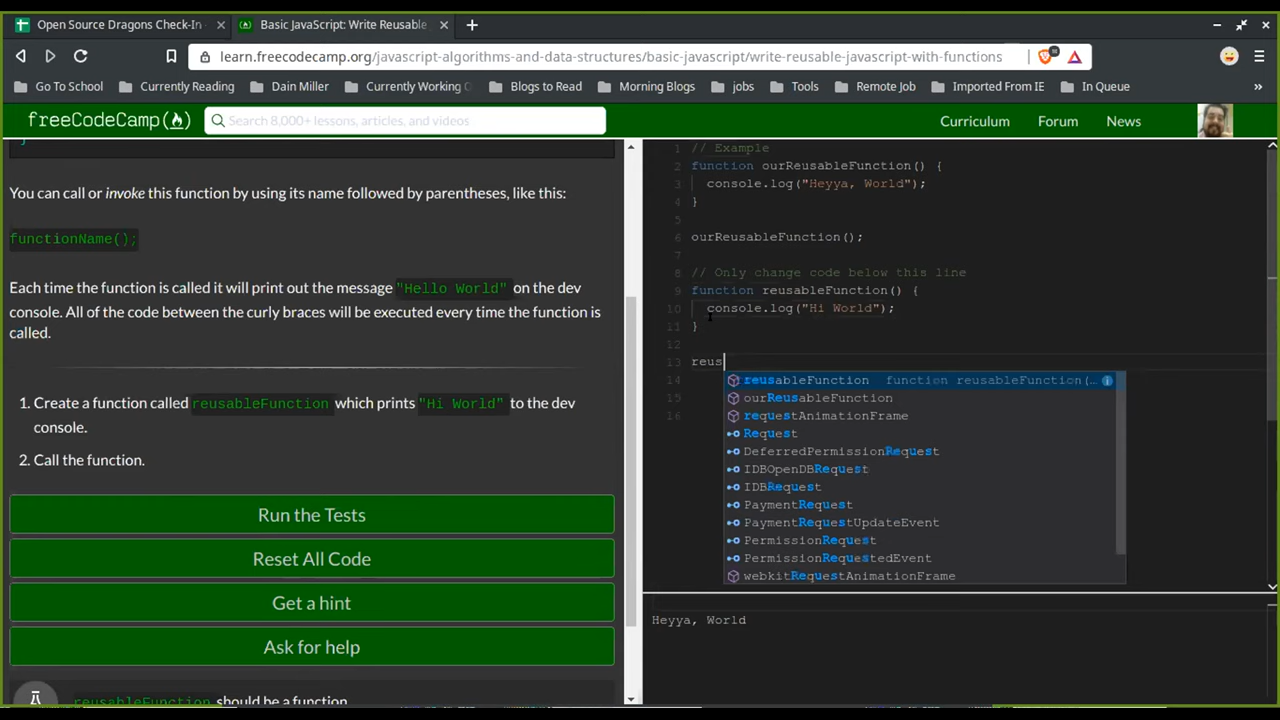 Open Source Dragons Check-In
Basic JavaScript: Write Reusable
learn.freecodecamp.org/javascript-algorithms-and-data-structures/basic-javascript/write-reusable-javascript-with-functions
Go To School
Currently Reading
Dain Miller
Currently Working
Blogs to Read
Morning Blogs
jobs
Tools
Remote Job
Imported From IE
In Queue
»
freeCodeCamp
Search 8,000+ lessons, articles, and videos
Curriculum
Forum
News
}
You can call or invoke this function by using its name followed by parentheses, like this:
functionName();
Each time the function is called it will print out the message "Hello World" on the dev
console. All of the code between the curly braces will be executed every time the function is
called.
1. Create a function called reusableFunction which prints "Hi World" to the dev
console.
2. Call the function.
Run the Tests
Reset All Code
Get a hint
Ask for help
reusableFunction should be a function
1 // Example
2 function ourReusableFunction() {
3 console.log("Heyya, World");
4 }
5
6 ourReusableFunction();
7
8 // Only change code below this line
9 function reusableFunction() {
10 console.log("Hi World");
11 }
12
13 reus
14
15
16
reusableFunction function reusableFunction(…
ourReusableFunction
requestAnimationFrame
Request
DeferredPermissionRequest
IDBOpenDBRequest
IDBRequest
PaymentRequest
PaymentRequestUpdateEvent
PermissionRequest
PermissionRequestedEvent
webkitRequestAnimationFrame
Heyya, World